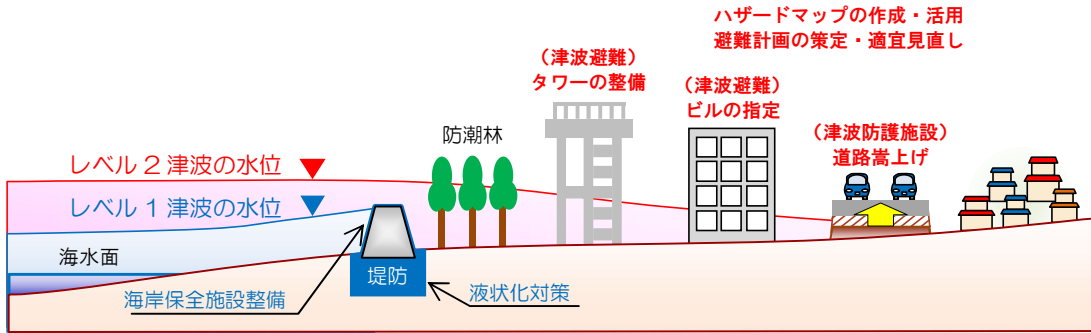 ハザードマップの作成・活用
避難計画の策定・適宜見直し
（津波避難）
タワーの整備
（津波避難）
ビルの指定
（津波防護施設）
道路嵩上げ
防潮林
レベル２津波の水位
レベル１津波の水位
海水面
堤防
海岸保全施設整備
液状化対策